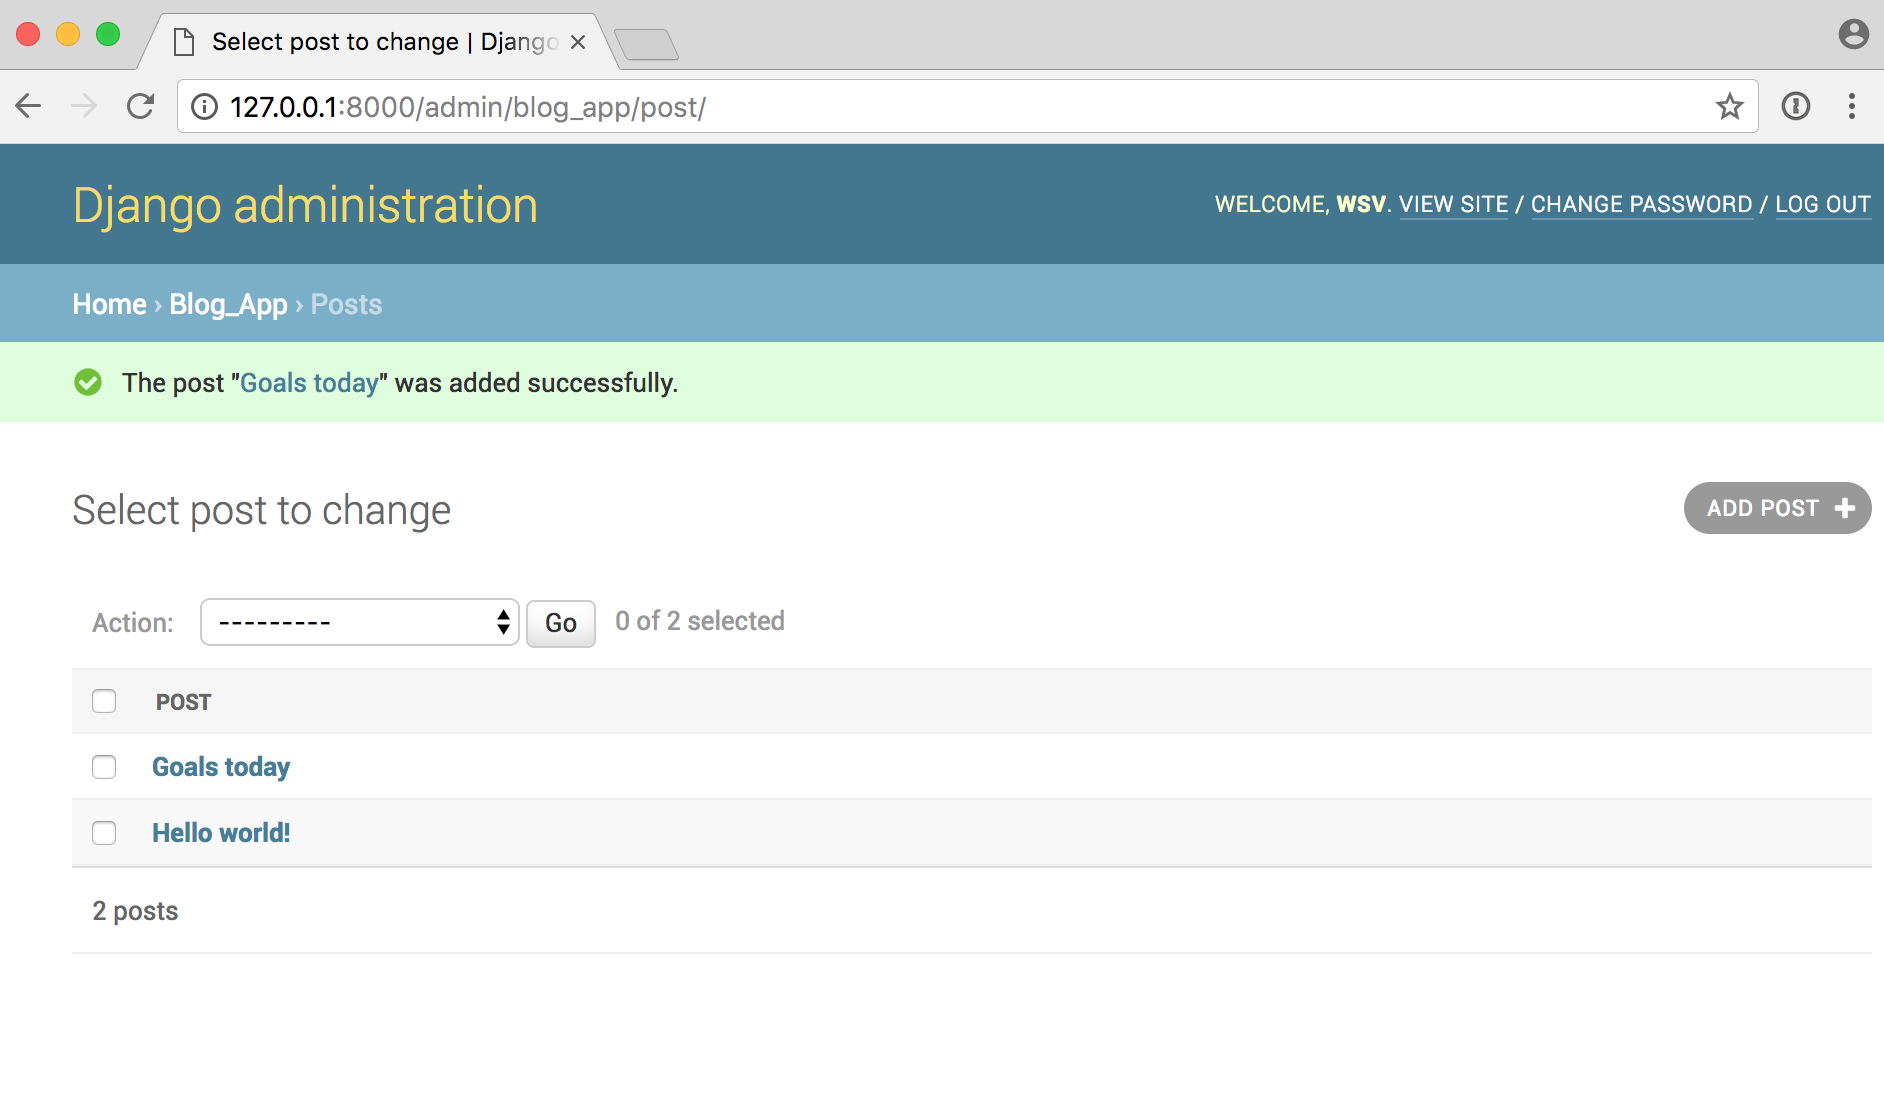 Select post to change | Django
127.0.0.1:8000/admin/blog_app/post/
Django administration
WELCOME, WSV. VIEW SITE / CHANGE PASSWORD / LOG OUT
Home › Blog_App › Posts
The post "Goals today" was added successfully.
Select post to change
ADD POST
Action: --------- Go 0 of 2 selected
POST
Goals today
Hello world!
2 posts